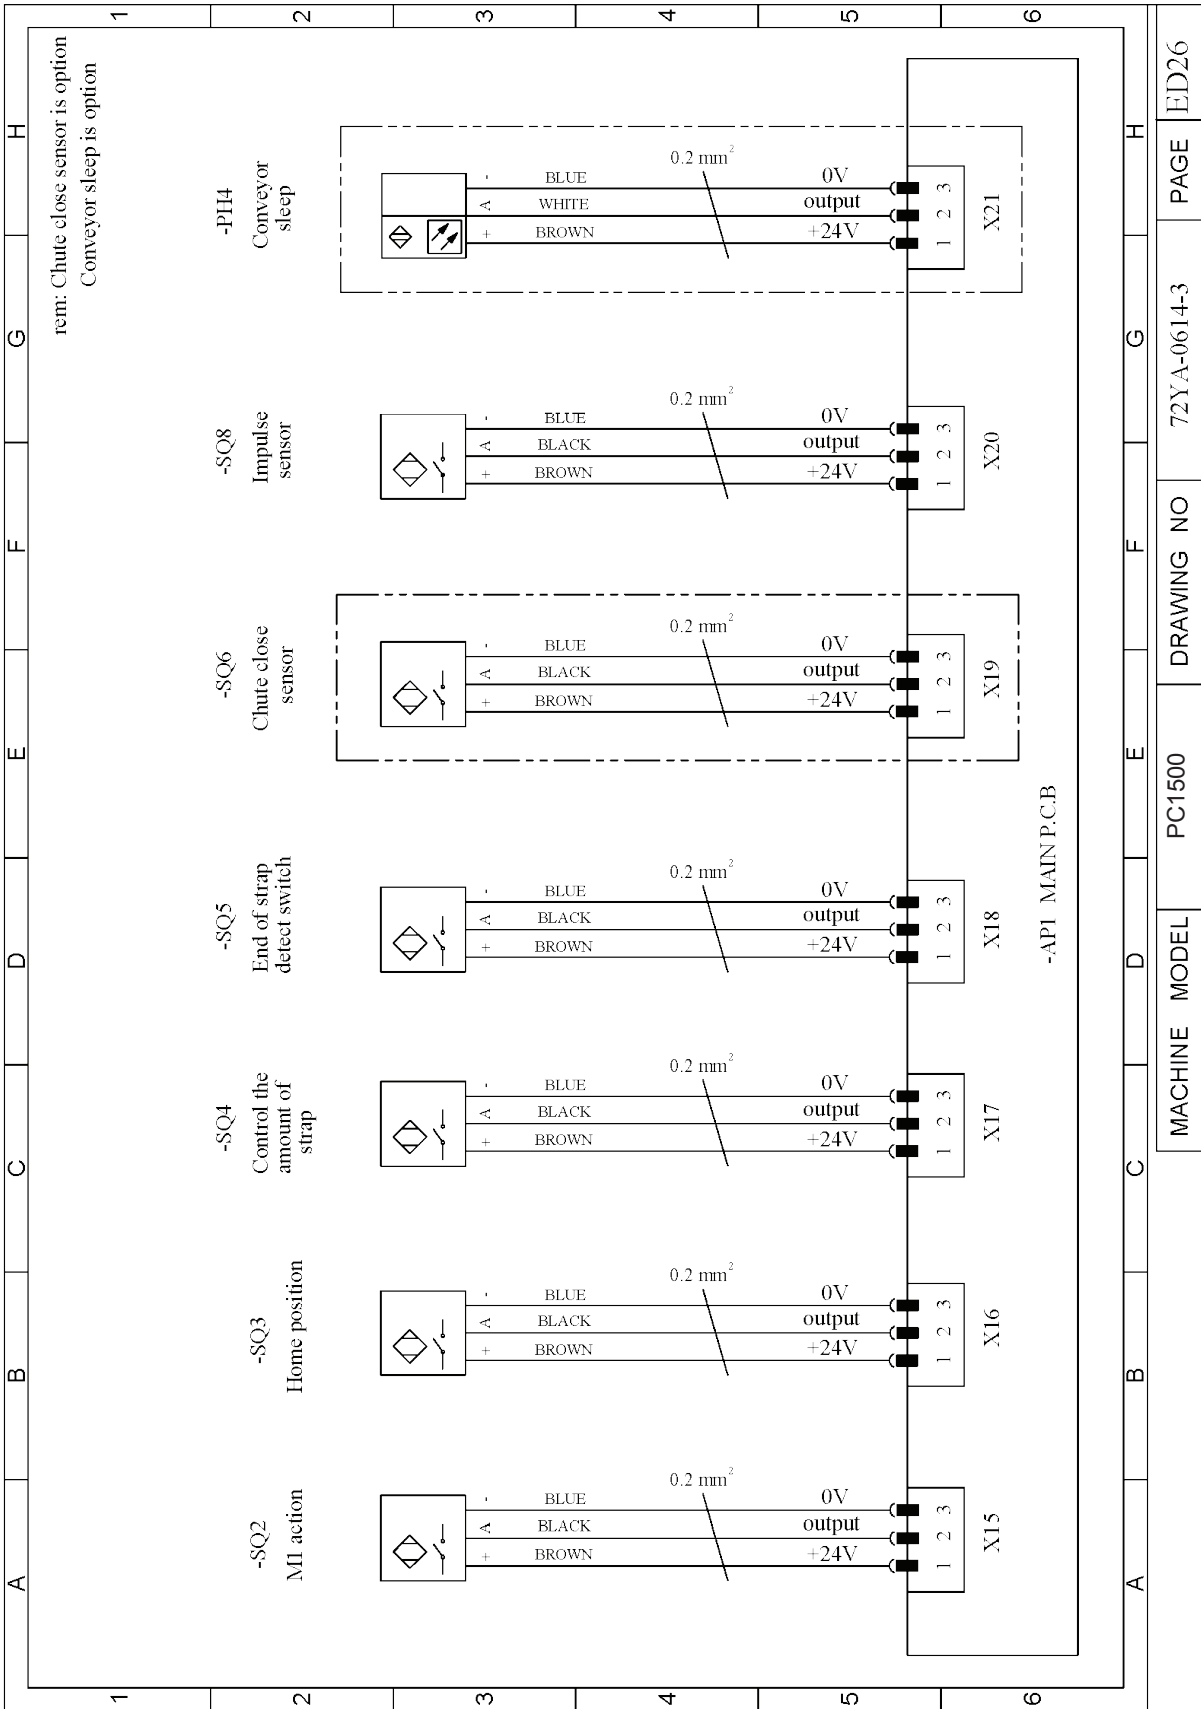 1
2
3
4
5
6
H
G
F
E
D
C
B
A
rem: Chute close sensor is option
Conveyor sleep is option
-PH4
Conveyor
sleep
-
A
+
BLUE
WHITE
BROWN
0.2 mm²
0V
output
+24V
3
2
1
X21
-SQ8
Impulse
sensor
-
A
+
BLUE
BLACK
BROWN
0.2 mm²
0V
output
+24V
3
2
1
X20
-SQ6
Chute close
sensor
-
A
+
BLUE
BLACK
BROWN
0.2 mm²
0V
output
+24V
3
2
1
X19
-SQ5
End of strap
detect switch
-
A
+
BLUE
BLACK
BROWN
0.2 mm²
0V
output
+24V
3
2
1
X18
-SQ4
Control the
amount of
strap
-
A
+
BLUE
BLACK
BROWN
0.2 mm²
0V
output
+24V
3
2
1
X17
-SQ3
Home position
-
A
+
BLUE
BLACK
BROWN
0.2 mm²
0V
output
+24V
3
2
1
X16
-SQ2
M1 action
-
A
+
BLUE
BLACK
BROWN
0.2 mm²
0V
output
+24V
3
2
1
X15
-AP1 MAIN P.C.B
H
G
F
E
D
C
B
A
1
2
3
4
5
6
MACHINE MODEL
PC1500
DRAWING NO
72YA-0614-3
PAGE
ED26